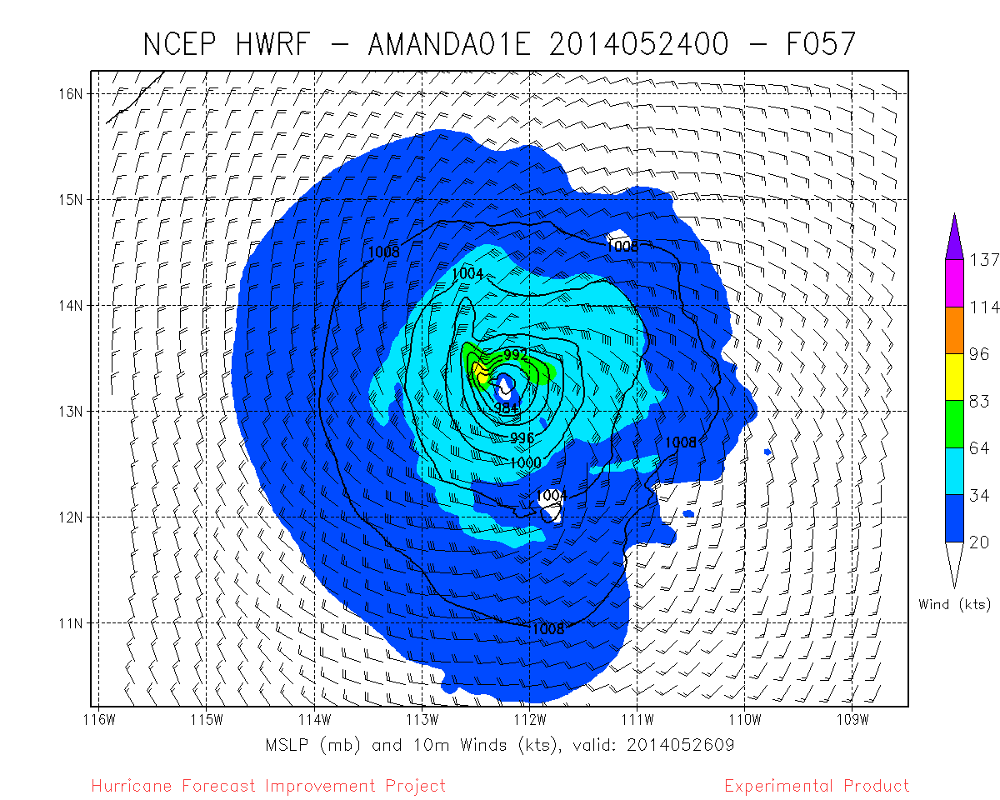 NCEP HWRF – AMANDA01E 2014052400 – F057
16N
15N
14N
13N
12N
11N
1008
1008
1004
992
984
996
1000
1008
1004
1008
116W 115W 114W 113W 112W 111W 110W 109W
137
114
96
83
64
34
20
Wind (kts)
MSLP (mb) and 10m Winds (kts), valid: 2014052609
Hurricane Forecast Improvement Project
Experimental Product